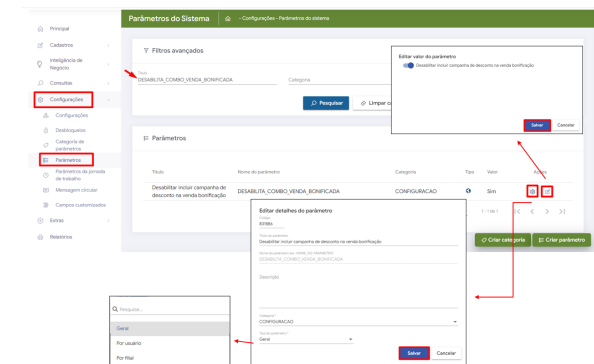 Parâmetros do Sistema
- Configurações - Parâmetros do sistema
Principal
Cadastros
Inteligência de
Negócio
Consultas
Configurações
Configurações
Desbloqueios
Categoria de
parâmetros
Parâmetros
Parâmetros da jornada
de trabalho
Mensagem circular
Campos customizados
Extras
Relatórios
Filtros avançados
Título
DESABILITA_COMBO_VENDA_BONIFICADA
Categoria
Pesquisar
Limpar c
Editar valor do parâmetro
Desabilitar incluir campanha de desconto na venda bonificação
Salvar
Cancelar
Parâmetros
Título
Nome do parâmetro
Categoria
Tipo
Valor
Ações
Desabilitar incluir campanha de
desconto na venda bonificação
DESABILITA_COMBO_VENDA_BONIFICADA
CONFIGURACAO
Sim
1 - 1 de 1
Criar categoria
Criar parâmetro
Editar detalhes do parâmetro
Código
Título do parâmetro
Desabilitar incluir campanha de desconto na venda bonificação
DESABILITA_COMBO_VENDA_BONIFICADA
Descrição
Categoria *
CONFIGURACAO
Tipo do parâmetro *
Geral
Salvar
Cancelar
Pesquise...
Geral
Por usuário
Por filial